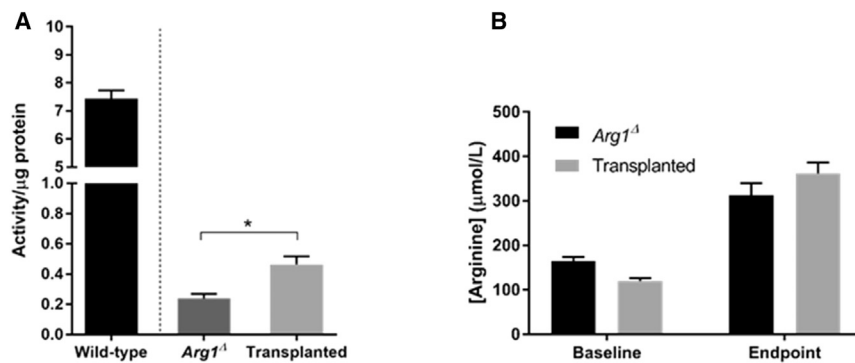 A
Activity/μg protein
10
9
8
7
6
5
1.0
0.8
0.6
0.4
0.2
0.0
*
Wild-type Arg1Δ Transplanted
B
[Arginine] (μmol/L)
500
400
300
200
100
0
Arg1Δ
Transplanted
Baseline Endpoint